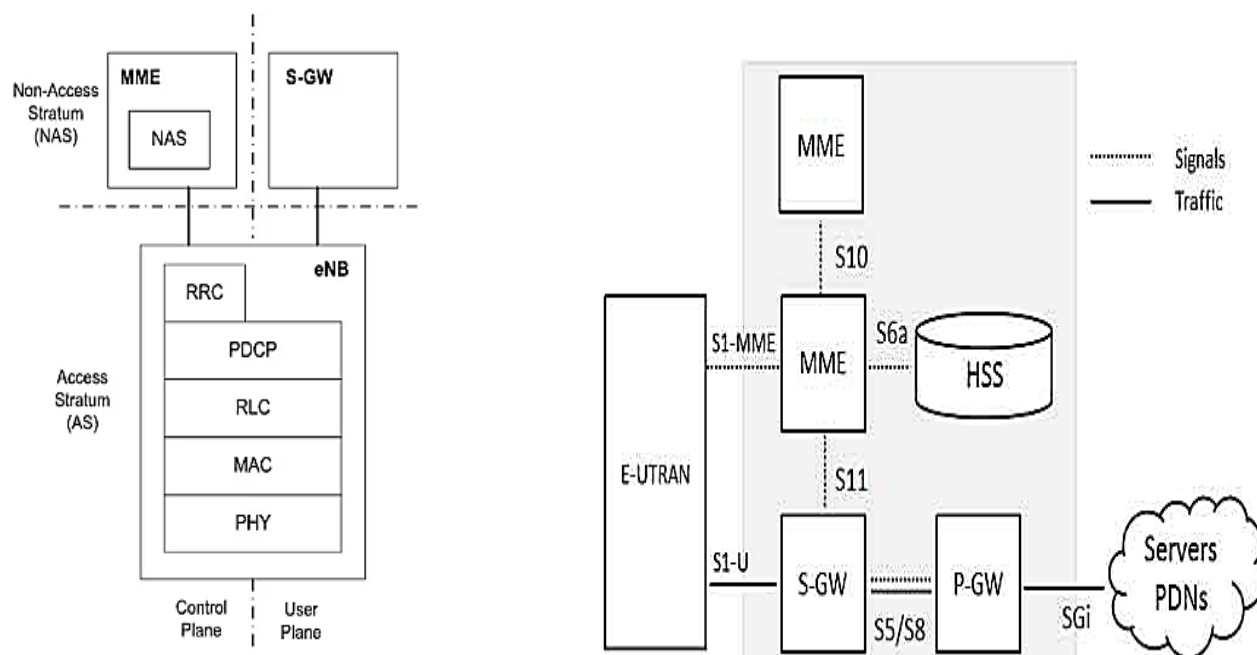 MME
S-GW
Non-Access
Stratum
(NAS)
NAS
eNB
RRC
PDCP
Access
Stratum
(AS)
RLC
MAC
PHY
Control
Plane
User
Plane
MME
Signals
Traffic
S10
S1-MME
MME
S6a
HSS
E-UTRAN
S11
S1-U
S-GW
P-GW
S5/S8
SGi
Servers
PDNs